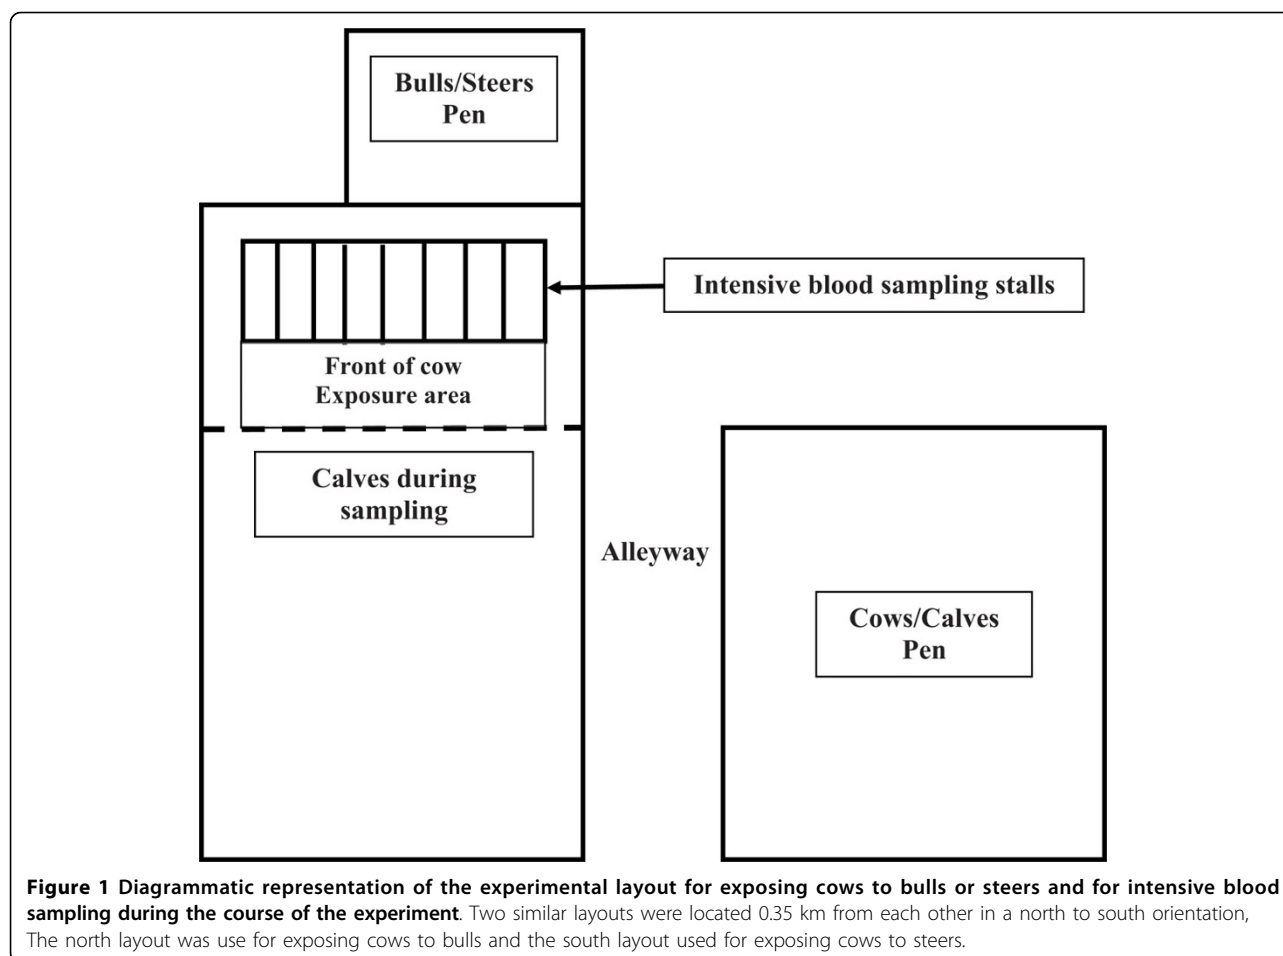 Bulls/Steers
Pen
Intensive blood sampling stalls
Front of cow
Exposure area
Calves during
sampling
Alleyway
Cows/Calves
Pen
Figure 1 Diagrammatic representation of the experimental layout for exposing cows to bulls or steers and for intensive blood
sampling during the course of the experiment. Two similar layouts were located 0.35 km from each other in a north to south orientation,
The north layout was use for exposing cows to bulls and the south layout used for exposing cows to steers.